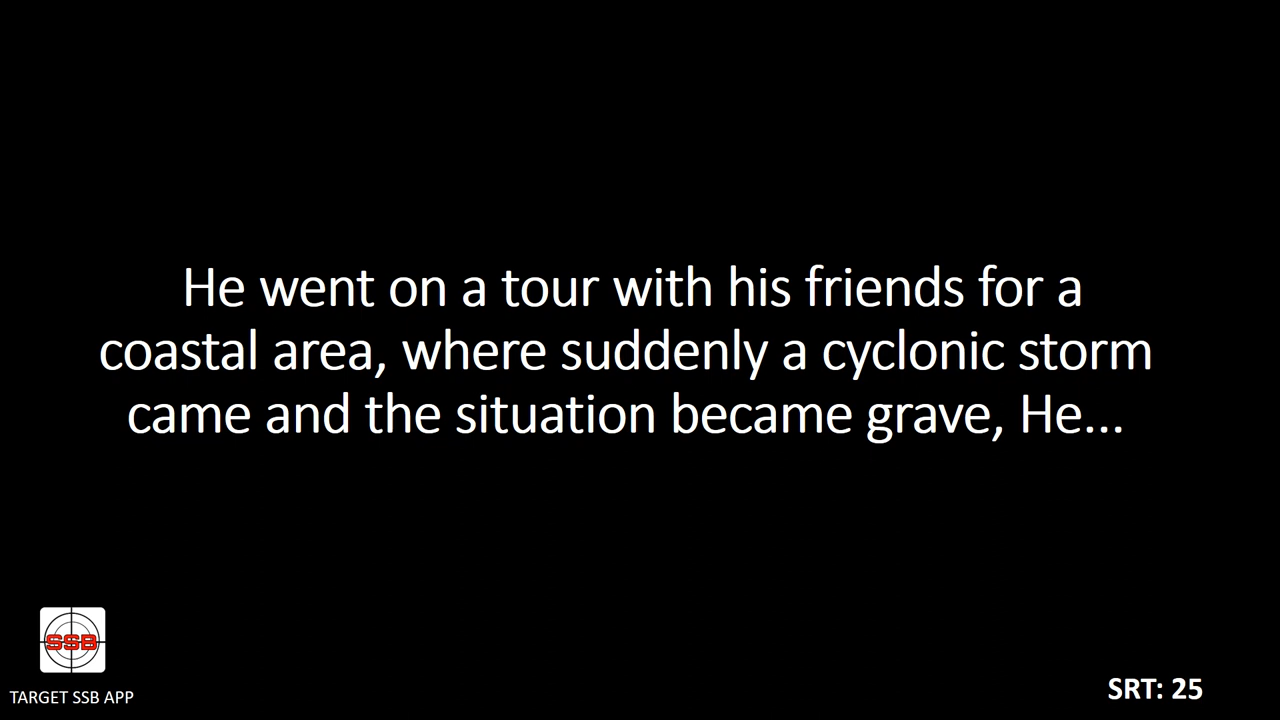 He went on a tour with his friends for a
coastal area, where suddenly a cyclonic storm
came and the situation became grave, He...
SSB
TARGET SSB APP
SRT: 25